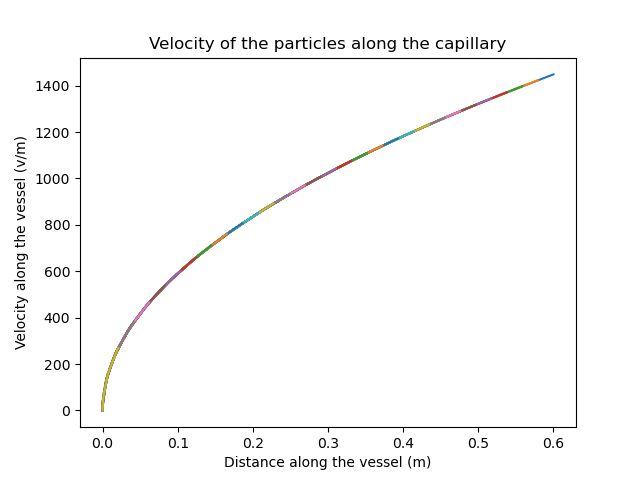 Velocity of the particles along the capillary
Velocity along the vessel (v/m)
1400
1200
1000
800
600
400
200
0
0.0 0.1 0.2 0.3 0.4 0.5 0.6
Distance along the vessel (m)